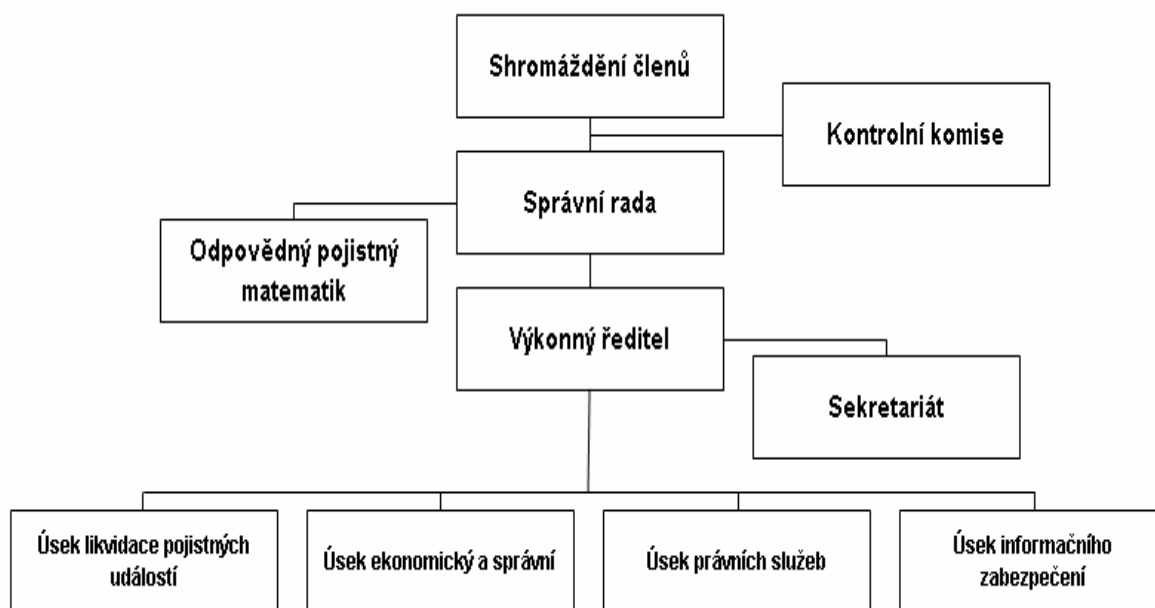 Shromáždění členů
Kontrolní komise
Správní rada
Odpovědný pojistný
matematik
Výkonný ředitel
Sekretariát
Úsek likvidace pojistných
událostí
Úsek ekonomický a správní
Úsek právních služeb
Úsek informačního
zabezpečení